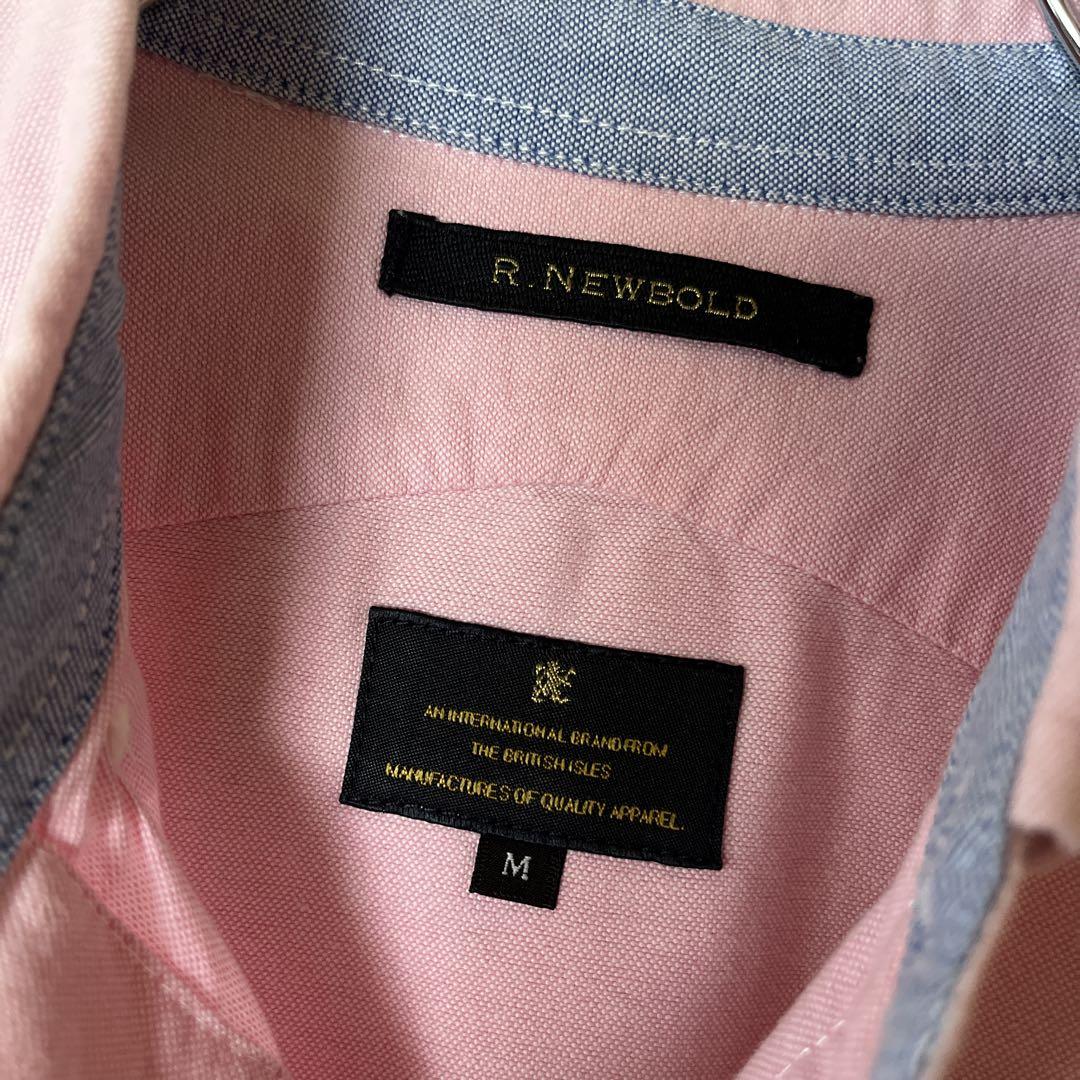 R. NEWBOLD
AN INTERNATIONAL BRAND FROM
THE BRITISH ISLES
MANUFACTURES OF QUALITY APPAREL.
M